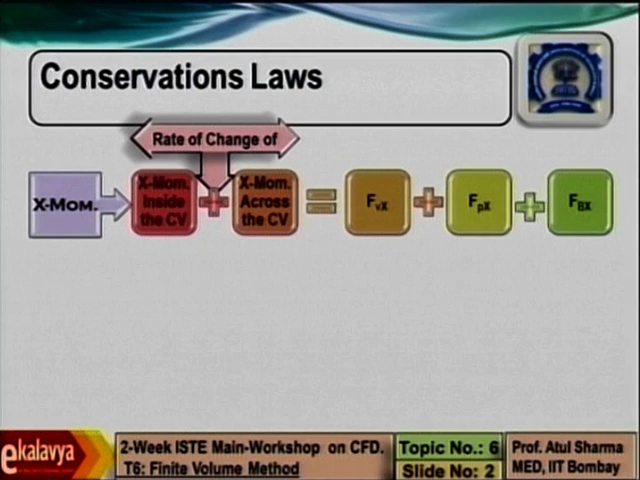 Conservations Laws
Rate of Change of
X-MOM.
X-Mom.
Inside
the CV
+
X-Mom.
Across
the CV
=
FvX
+
FpX
+
FBX
ekalavya
2-Week ISTE Main-Workshop on CFD.
T6: Finite Volume Method
Topic No.: 6
Slide No: 2
Prof. Atul Sharma
MED, IIT Bombay